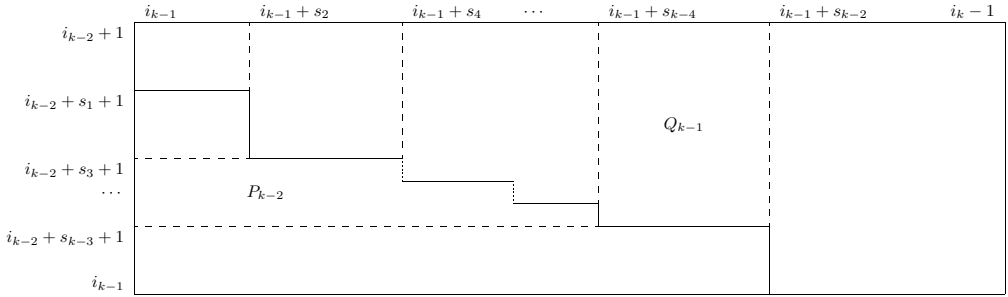 i_{k-1} i_{k-1} + s_2 i_{k-1} + s_4 ⋯ i_{k-1} + s_{k-4} i_{k-1} + s_{k-2} i_k − 1
i_{k-2} + 1
i_{k-2} + s_1 + 1
Q_{k-1}
i_{k-2} + s_3 + 1
⋯ P_{k-2}
i_{k-2} + s_{k-3} + 1
i_{k-1}